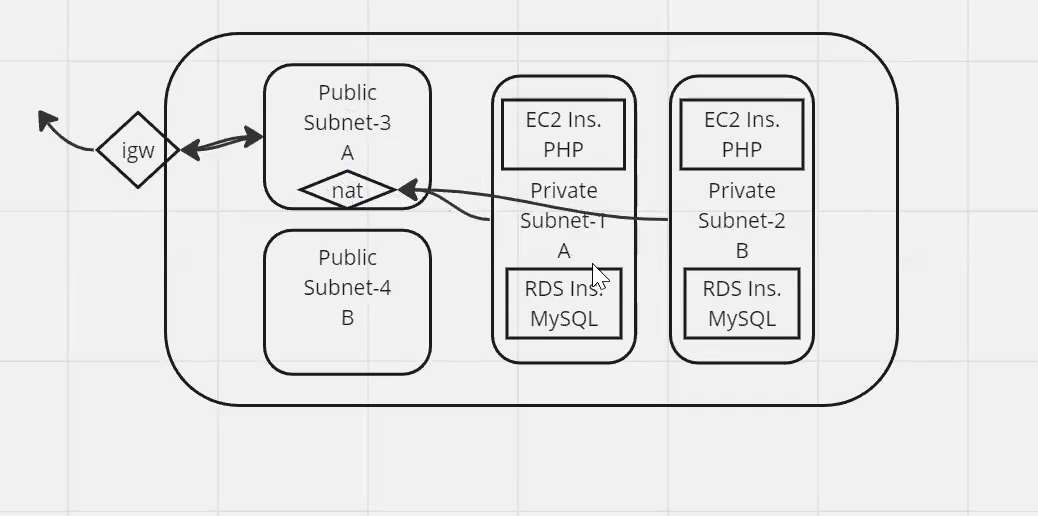 igw
Public
Subnet-3
A
nat
Public
Subnet-4
B
EC2 Ins.
PHP
Private
Subnet-1
A
RDS Ins.
MySQL
EC2 Ins.
PHP
Private
Subnet-2
B
RDS Ins.
MySQL